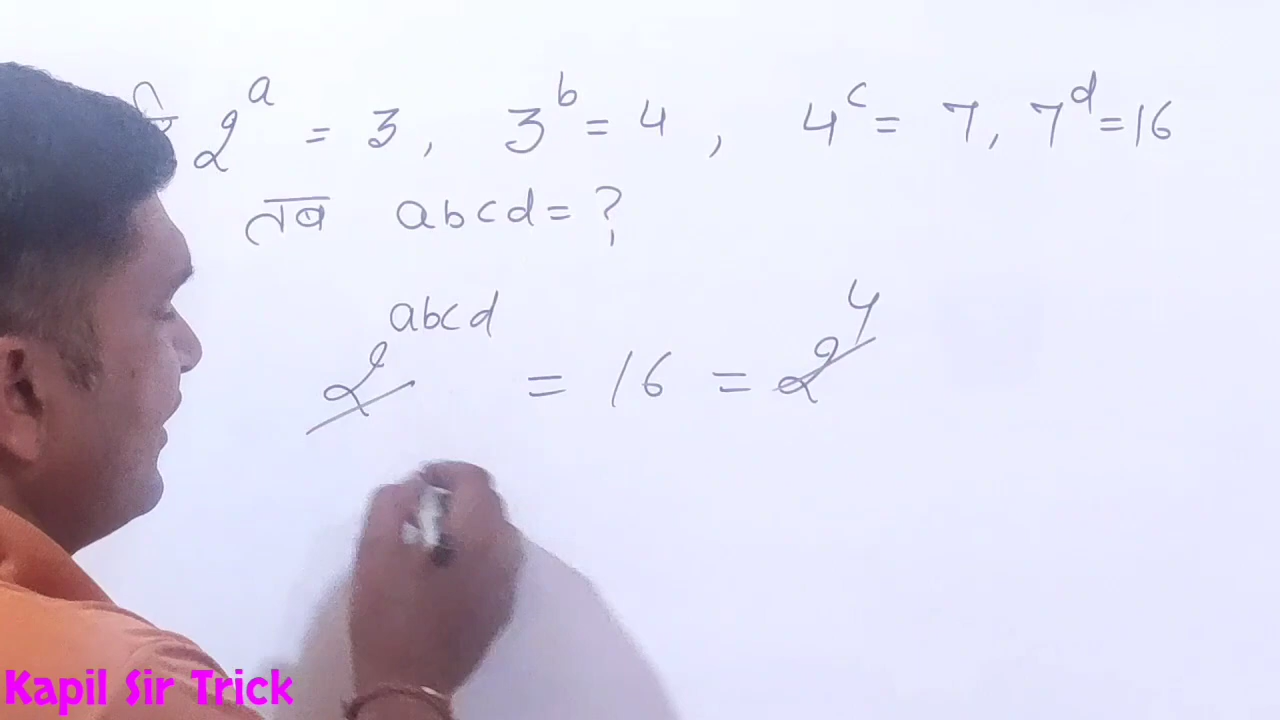 2^a = 3, 3^b = 4, 4^c = 7, 7^d = 16
तब abcd = ?
2^abcd = 16 = 2^4
Kapil Sir Trick